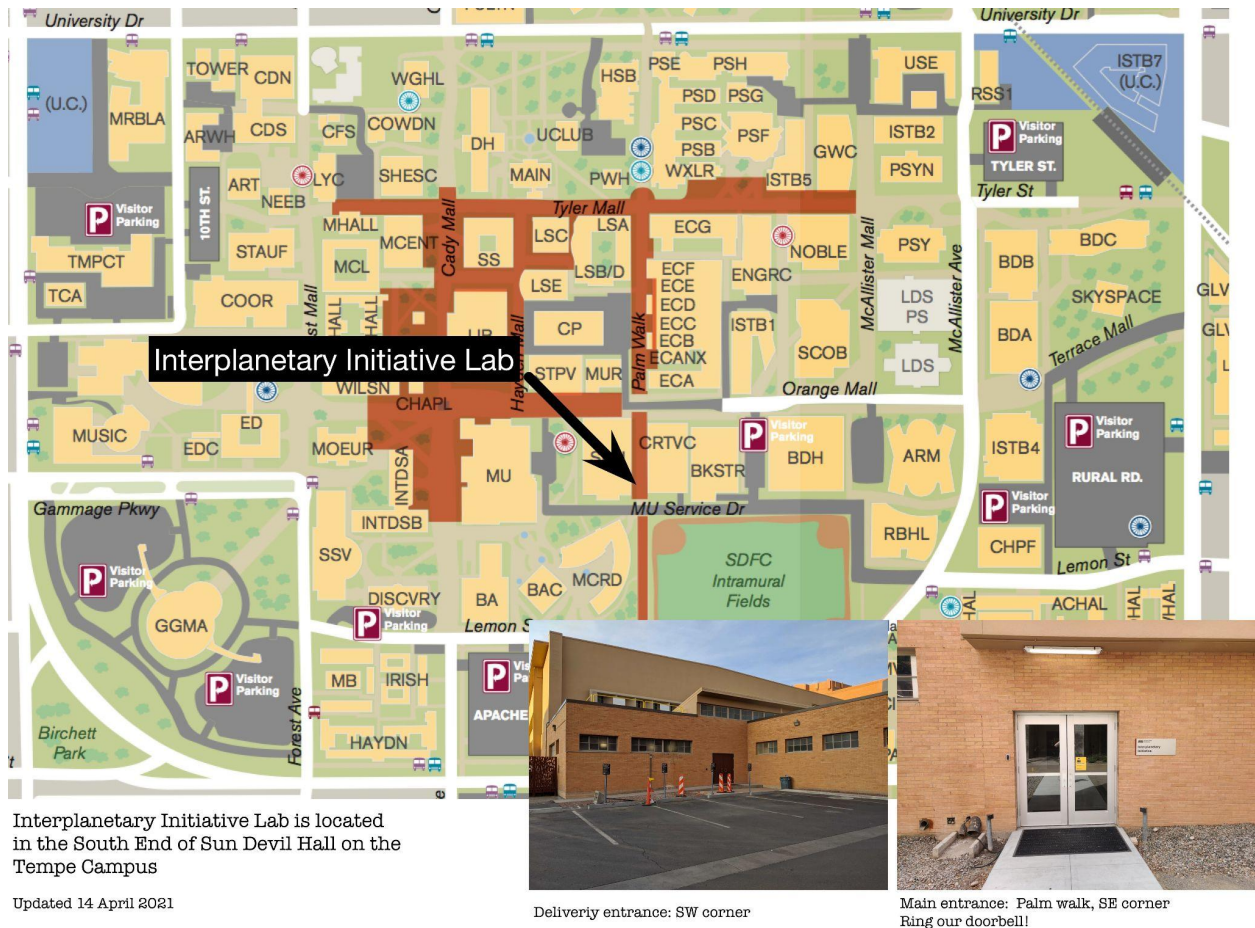 University Dr
University Dr
(U.C.)
MRBLA
TOWER
CDN
WGHL
HSB
PSE
PSH
USE
ISTB7
(U.C.)
RSS1
ARWH
CDS
CFS
COWDN
DH
UCLUB
PSD
PSG
PSC
PSF
PSB
GWC
ISTB2
P Visitor
Parking
TYLER ST.
ART
NEEB
LYC
SHESC
MAIN
PWH
WXLR
ISTB5
PSYN
Tyler St
P Visitor
Parking
10TH ST.
STAUF
MHALL
MCENT
Cady Mall
Tyler Mall
SS
LSC
LSA
ECG
NOBLE
McAllister Mall
PSY
McAllister Ave
BDB
BDC
TMPCT
TCA
COOR
MCL
LSE
LSB/D
ECF
ECE
ECD
ECC
ECB
ECANX
ECA
ENGRC
ISTB1
LDS
PS
LDS
SKYSPACE
GLV
BDA
Terrace Mall
CP
Palm Walk
SCOB
Interplanetary Initiative Lab
STPV
MUR
WILSN
CHAPL
Orange Mall
MUSIC
EDC
ED
MOEUR
INTDSA
MU
CRTVC
BKSTR
P Visitor
Parking
BDH
ARM
ISTB4
P Visitor
Parking
RURAL RD.
Gammage Pkwy
INTDSB
MU Service Dr
RBHL
P Visitor
Parking
CHPF
Lemon St
P Visitor
Parking
GGMA
SSV
DISCVRY
P Visitor
Parking
BA
BAC
MCRD
SDFC
Intramural
Fields
ACHAL
P Visitor
Parking
MB
IRISH
HAYDN
Forest Ave
APACHE
Birchett
Park
Interplanetary Initiative Lab is located
in the South End of Sun Devil Hall on the
Tempe Campus
Updated 14 April 2021
Deliveriy entrance: SW corner
Main entrance: Palm walk, SE corner
Ring our doorbell!